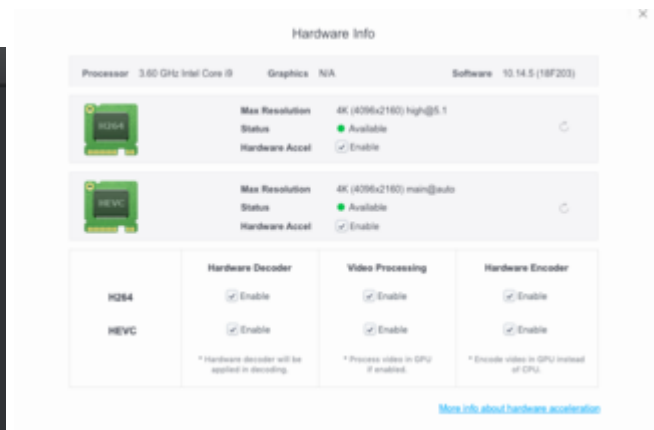 Hardware Info
Processor 3.60 GHz Intel Core i9 Graphics N/A Software 10.14.5 (18F203)
H264
Max Resolution 4K (4096x2160) high@5.1
Status Available
Hardware Accel Enable
HEVC
Max Resolution 4K (4096x2160) main@auto
Status Available
Hardware Accel Enable
Hardware Decoder Video Processing Hardware Encoder
H264 Enable Enable Enable
HEVC Enable Enable Enable
* Hardware decoder will be * Process video in GPU * Encode video in GPU instead
applied in decoding. if enabled. of CPU.
More info about hardware acceleration